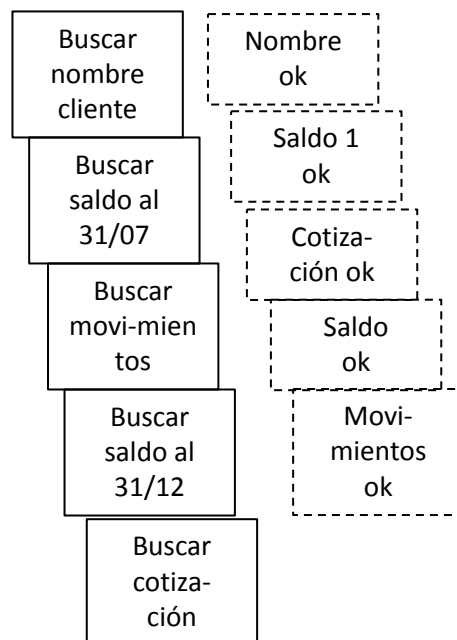 Buscar
nombre
cliente
Buscar
saldo al
31/07
Buscar
movi-mien
tos
Buscar
saldo al
31/12
Buscar
cotiza-
ción
Nombre
ok
Saldo 1
ok
Cotiza-
ción ok
Saldo
ok
Movi-
mientos
ok